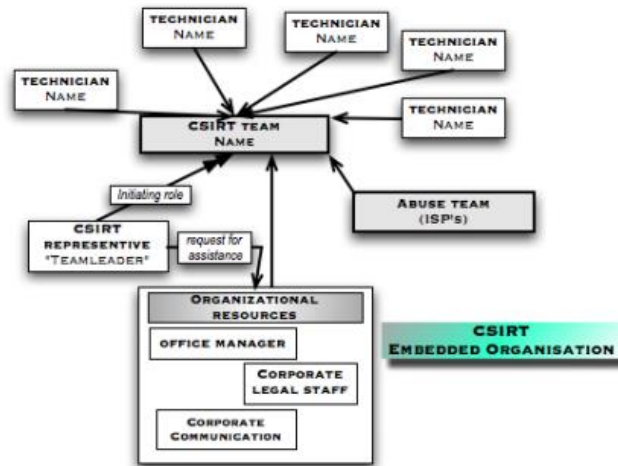 TECHNICIAN
NAME
TECHNICIAN
NAME
TECHNICIAN
NAME
TECHNICIAN
NAME
TECHNICIAN
NAME
CSIRT TEAM
NAME
Initiating role
ABUSE TEAM
(ISP'S)
CSIRT
REPRESENTIVE
"TEAMLEADER"
request for
assistance
ORGANIZATIONAL
RESOURCES
OFFICE MANAGER
CORPORATE
LEGAL STAFF
CORPORATE
COMMUNICATION
CSIRT
EMBEDDED ORGANISATION